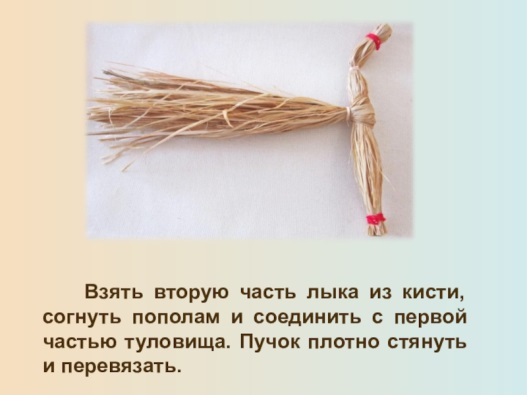 Взять вторую часть лыка из кисти,
согнуть пополам и соединить с первой
частью туловища. Пучок плотно стянуть
и перевязать.